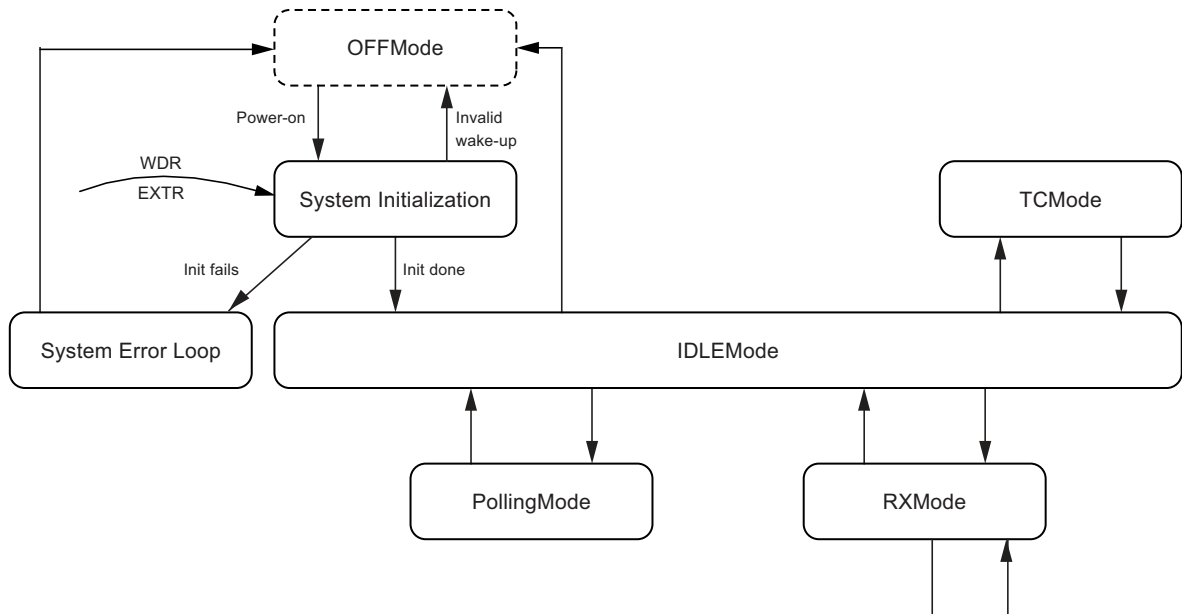 OFFMode
Power-on
Invalid
wake-up
WDR
EXTR
System Initialization
TCMode
Init fails
Init done
System Error Loop
IDLEMode
PollingMode
RXMode